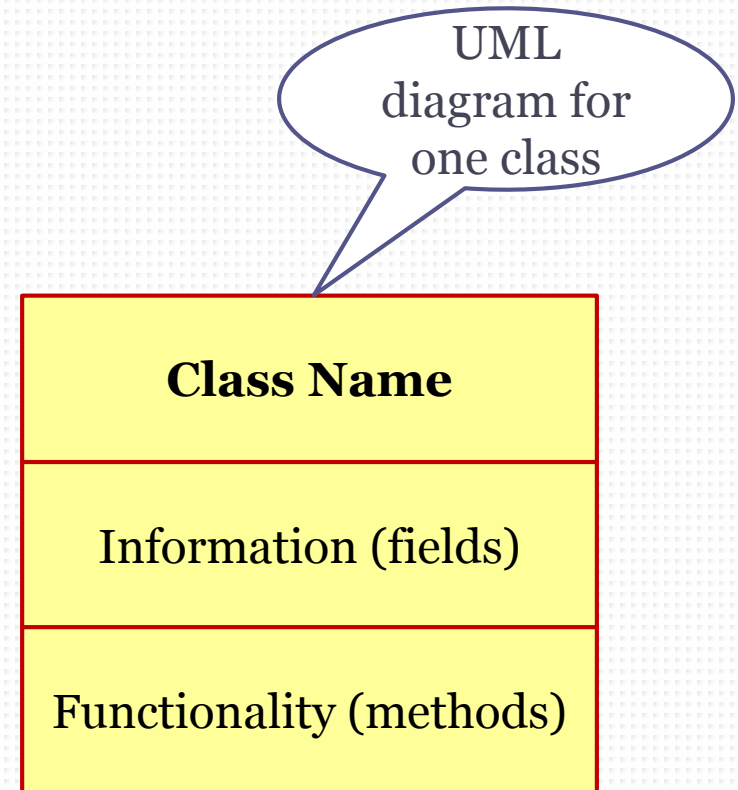 UML
diagram for
one class
Class Name
Information (fields)
Functionality (methods)